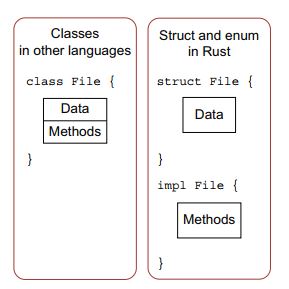 Classes
in other languages
class File {
Data
Methods
}
Struct and enum
in Rust
struct File {
Data
}
impl File {
Methods
}